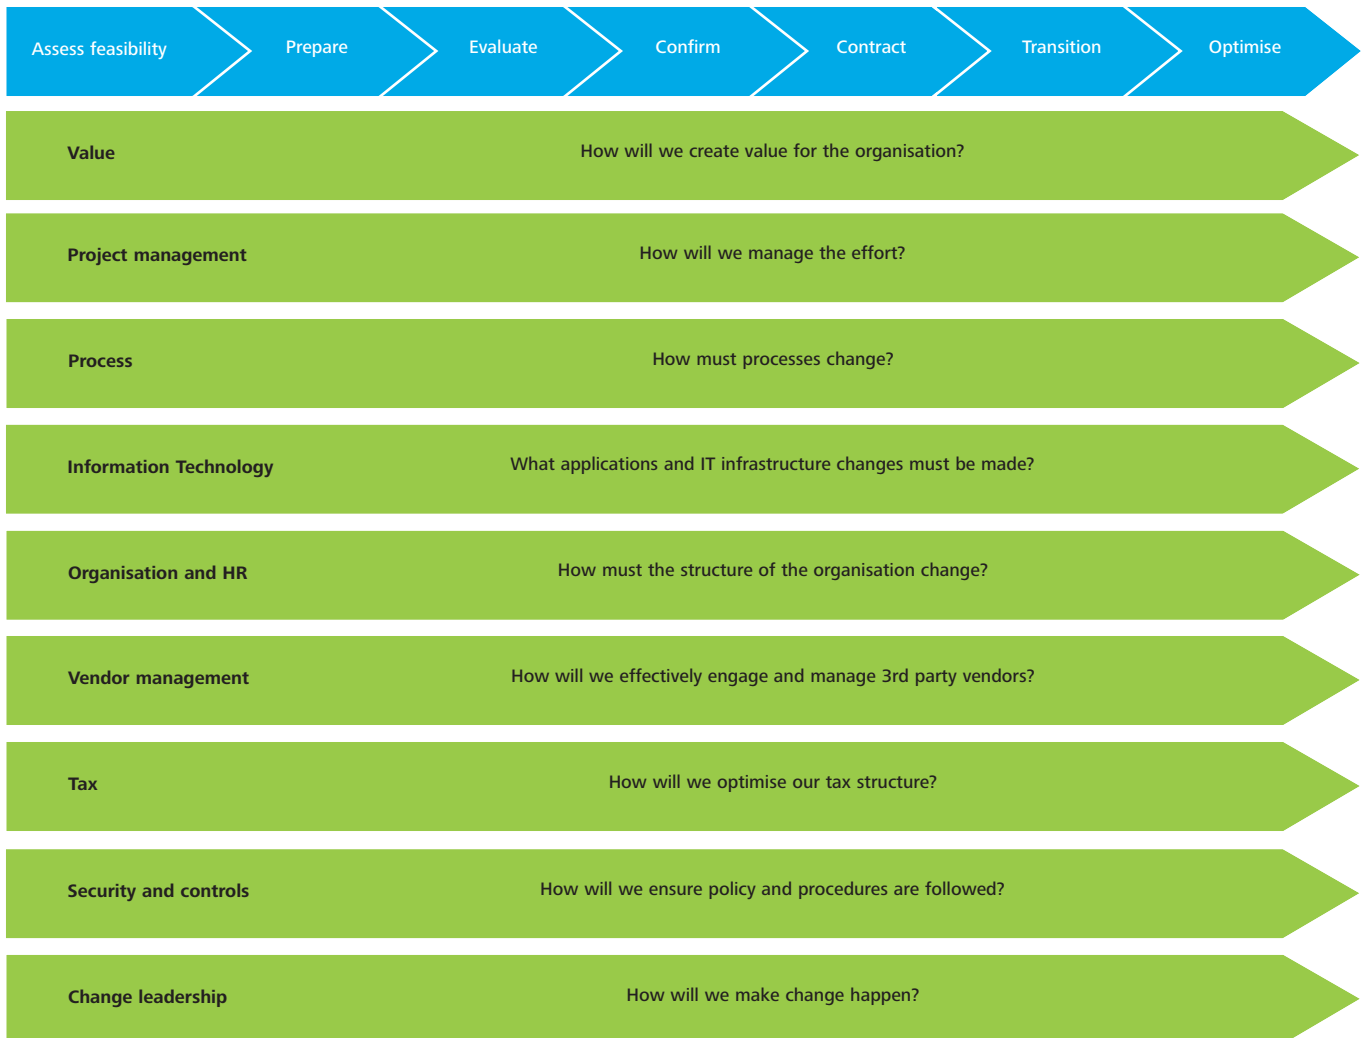 Assess feasibility
Prepare
Evaluate
Confirm
Contract
Transition
Optimise
Value
How will we create value for the organisation?
Project management
How will we manage the effort?
Process
How must processes change?
Information Technology
What applications and IT infrastructure changes must be made?
Organisation and HR
How must the structure of the organisation change?
Vendor management
How will we effectively engage and manage 3rd party vendors?
Tax
How will we optimise our tax structure?
Security and controls
How will we ensure policy and procedures are followed?
Change leadership
How will we make change happen?